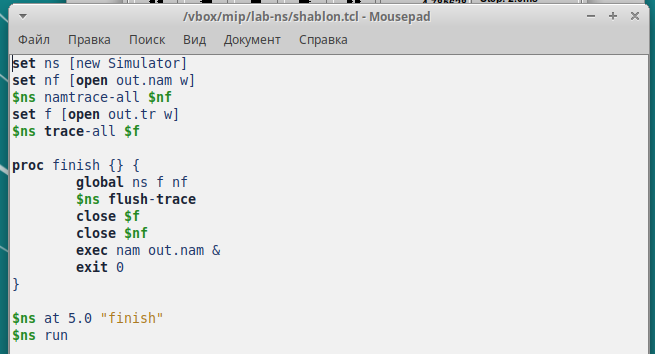 /vbox/mip/lab-ns/shablon.tcl - Mousepad
Файл Правка Поиск Вид Документ Справка
set ns [new Simulator]
set nf [open out.nam w]
$ns namtrace-all $nf
set f [open out.tr w]
$ns trace-all $f

proc finish {} {
        global ns f nf
        $ns flush-trace
        close $f
        close $nf
        exec nam out.nam &
        exit 0
}

$ns at 5.0 "finish"
$ns run